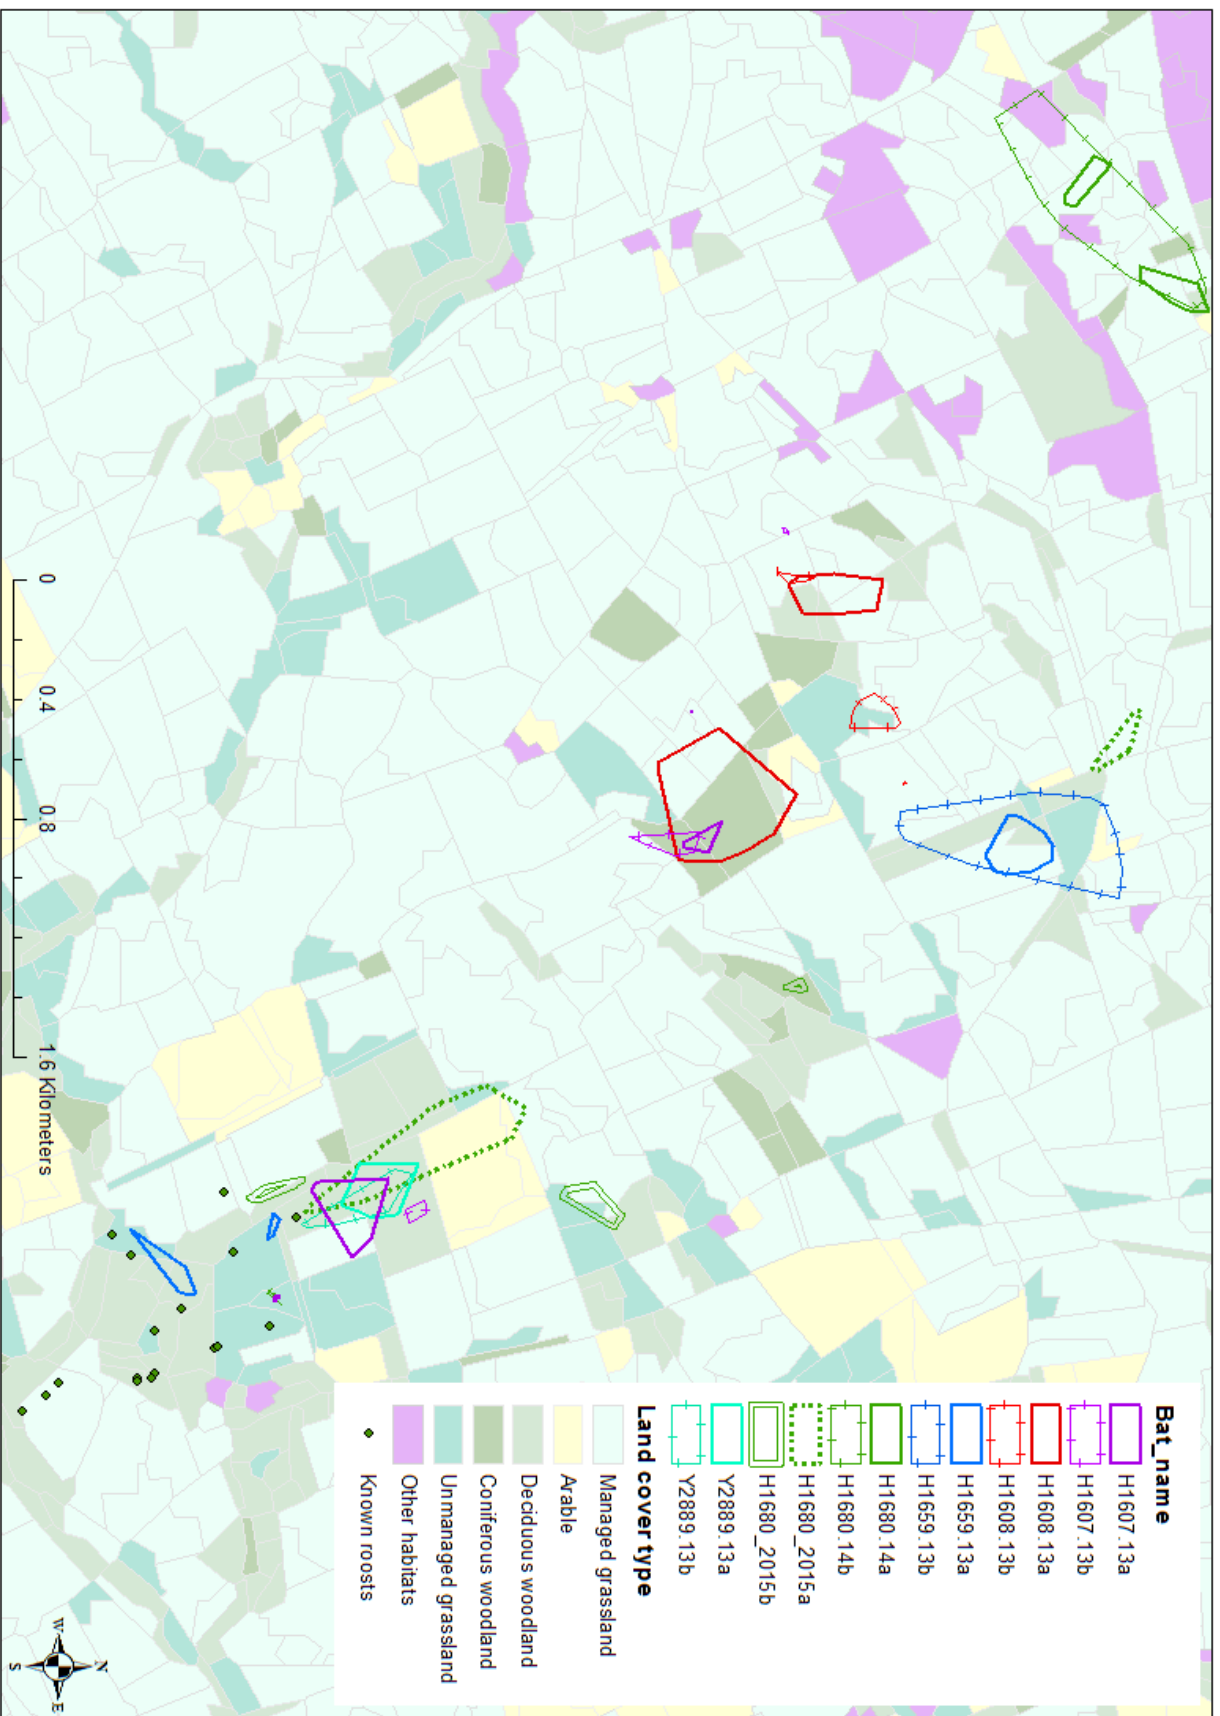 Bat_name
H1607.13a
H1607.13b
H1608.13a
H1608.13b
H1659.13a
H1659.13b
H1680.14a
H1680.14b
H1680_2015a
H1680_2015b
Y2889.13a
Y2889.13b
Land cover type
Managed grassland
Arable
Deciduous woodland
Coniferous woodland
Unmanaged grassland
Other habitats
Known roosts
0 0.4 0.8 1.6 Kilometers
N
W E
S